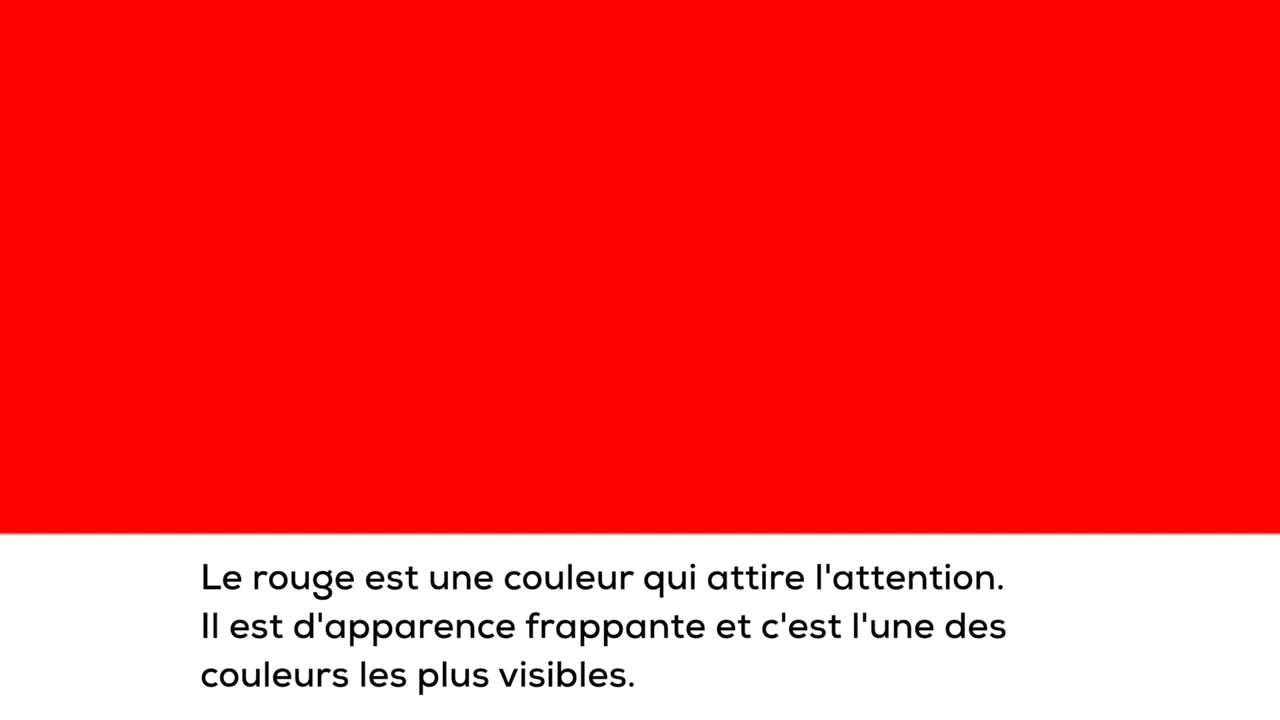 Le rouge est une couleur qui attire l'attention.
Il est d'apparence frappante et c'est l'une des
couleurs les plus visibles.